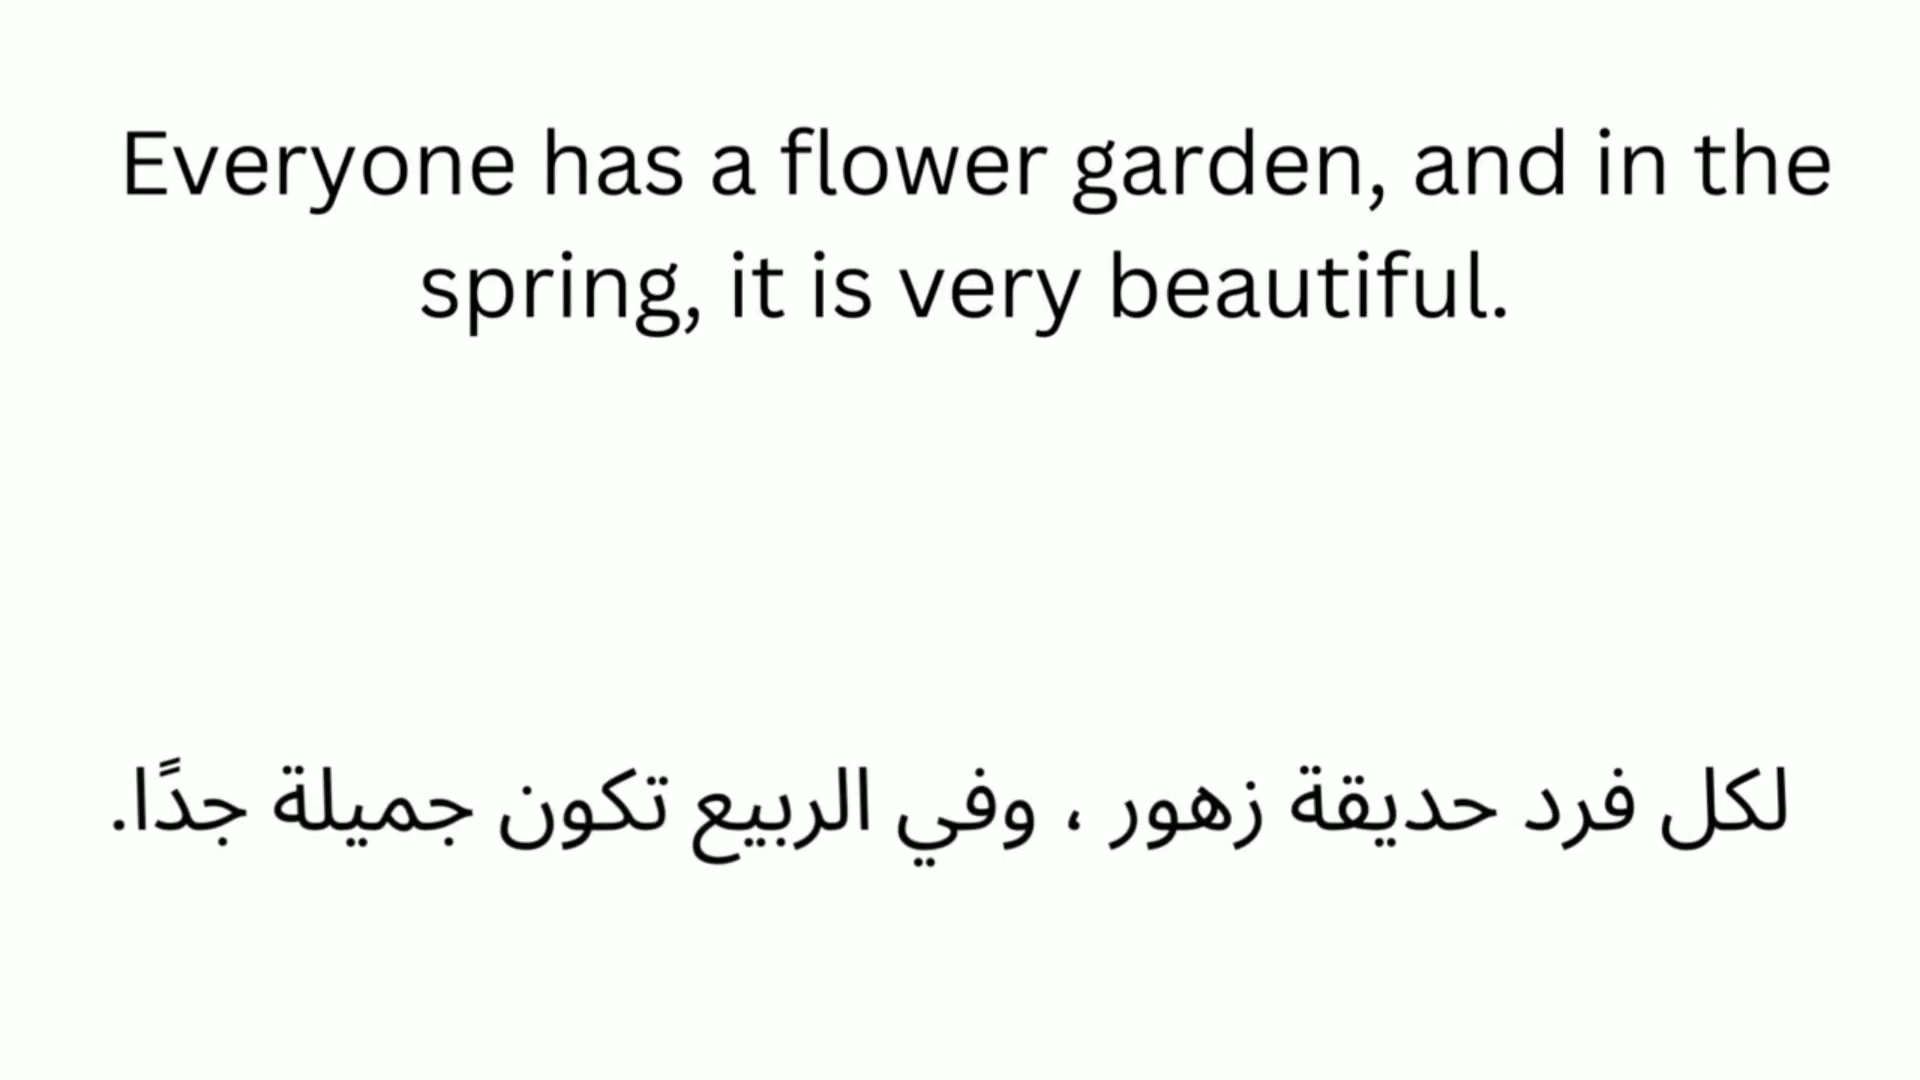 Everyone has a flower garden, and in the
spring, it is very beautiful.
لكل فرد حديقة زهور ، وفي الربيع تكون جميلة جدًا.